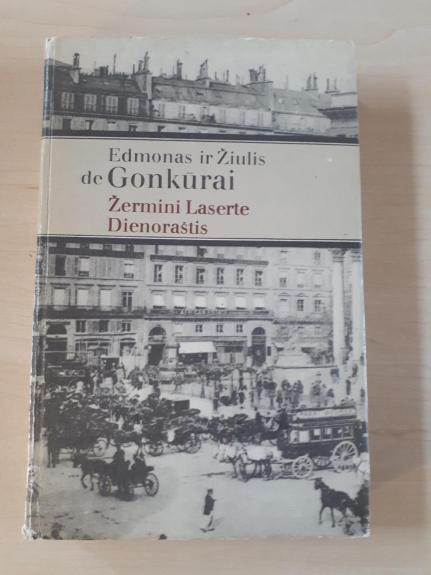 Edmonas ir Žiulis
de Gonkūrai
Žermini Laserte
Dienoraštis